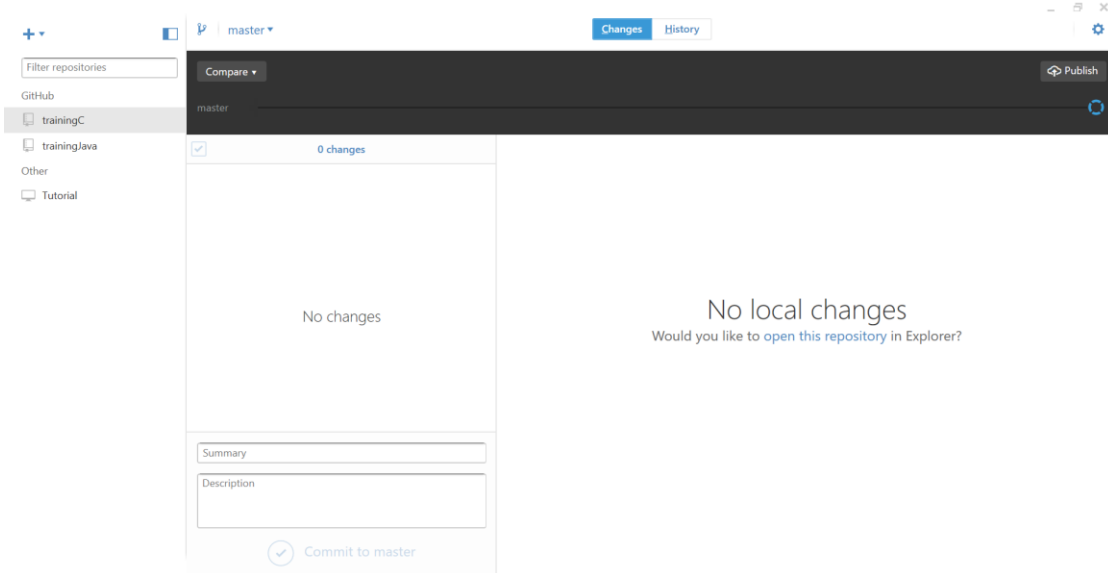 master
Changes
History
Filter repositories
Compare
Publish
GitHub
master
trainingC
trainingJava
0 changes
Other
Tutorial
No changes
No local changes
Would you like to open this repository in Explorer?
Summary
Description
Commit to master